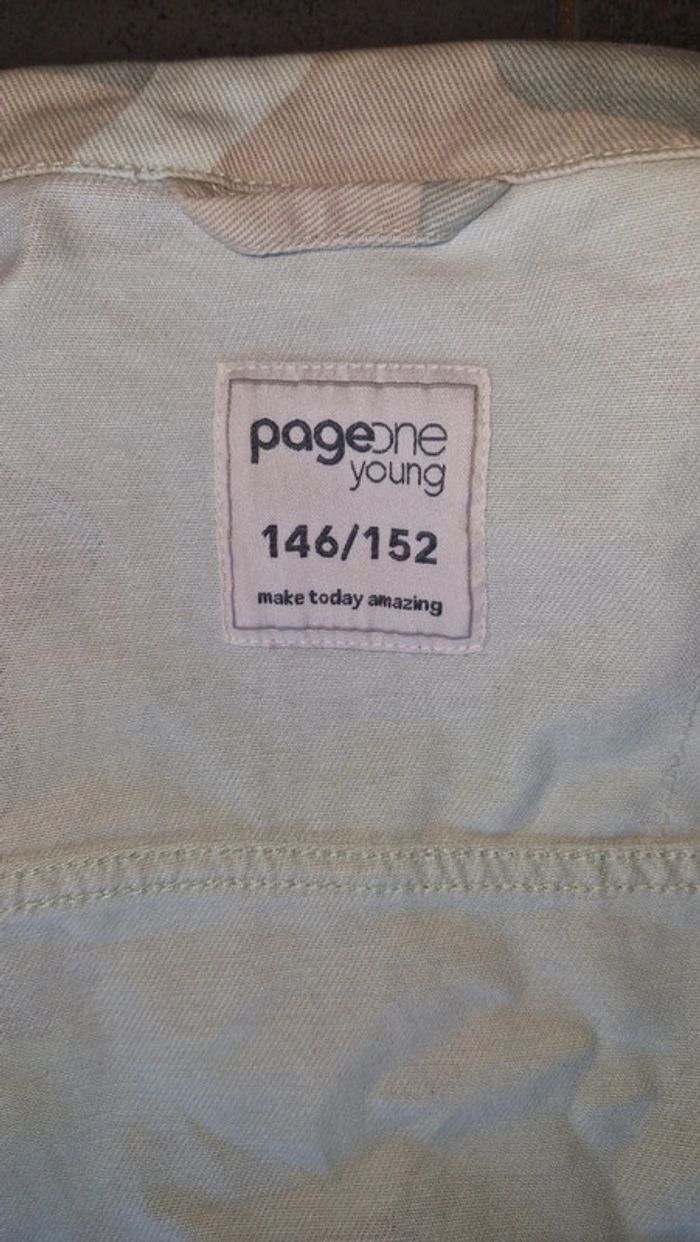 pageone
young
146/152
make today amazing